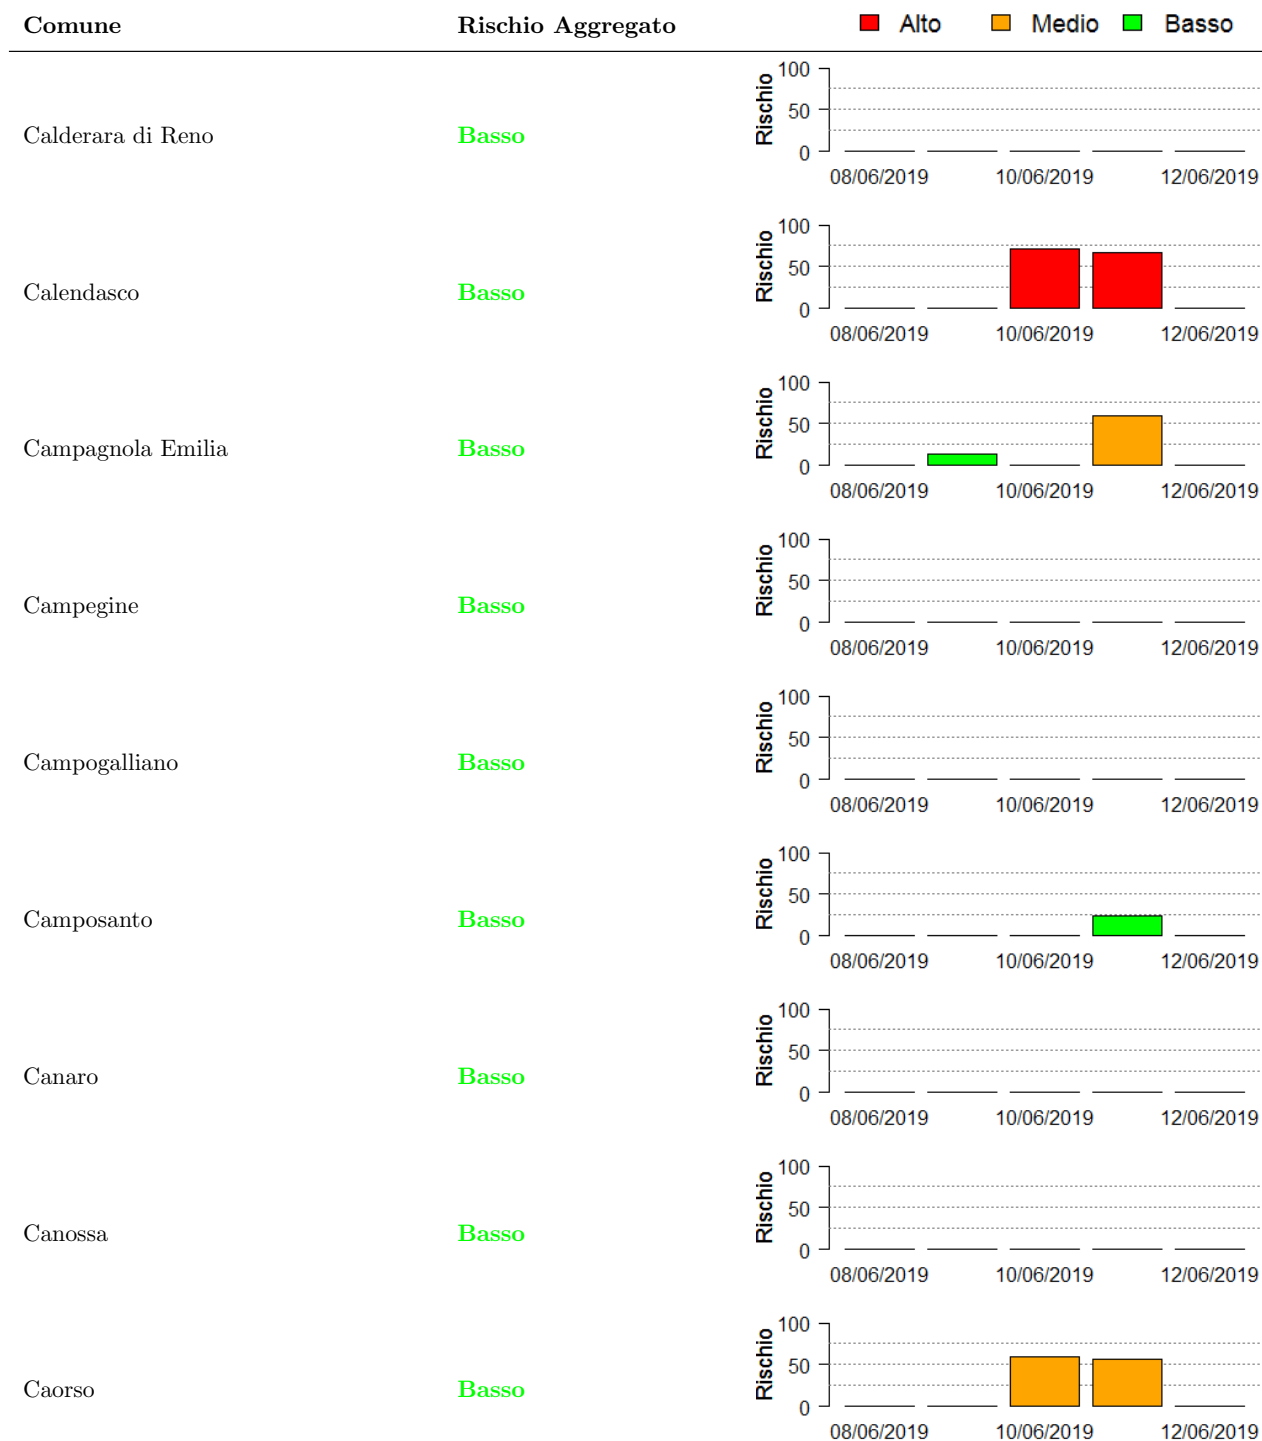 Comune Rischio Aggregato Alto Medio Basso
100
50
0
Rischio
Calderara di Reno Basso
08/06/2019 10/06/2019 12/06/2019
100
50
0
Rischio
Calendasco Basso
08/06/2019 10/06/2019 12/06/2019
100
50
0
Rischio
Campagnola Emilia Basso
08/06/2019 10/06/2019 12/06/2019
100
50
0
Rischio
Campegine Basso
08/06/2019 10/06/2019 12/06/2019
100
50
0
Rischio
Campogalliano Basso
08/06/2019 10/06/2019 12/06/2019
100
50
0
Rischio
Camposanto Basso
08/06/2019 10/06/2019 12/06/2019
100
50
0
Rischio
Canaro Basso
08/06/2019 10/06/2019 12/06/2019
100
50
0
Rischio
Canossa Basso
08/06/2019 10/06/2019 12/06/2019
100
50
0
Rischio
Caorso Basso
08/06/2019 10/06/2019 12/06/2019